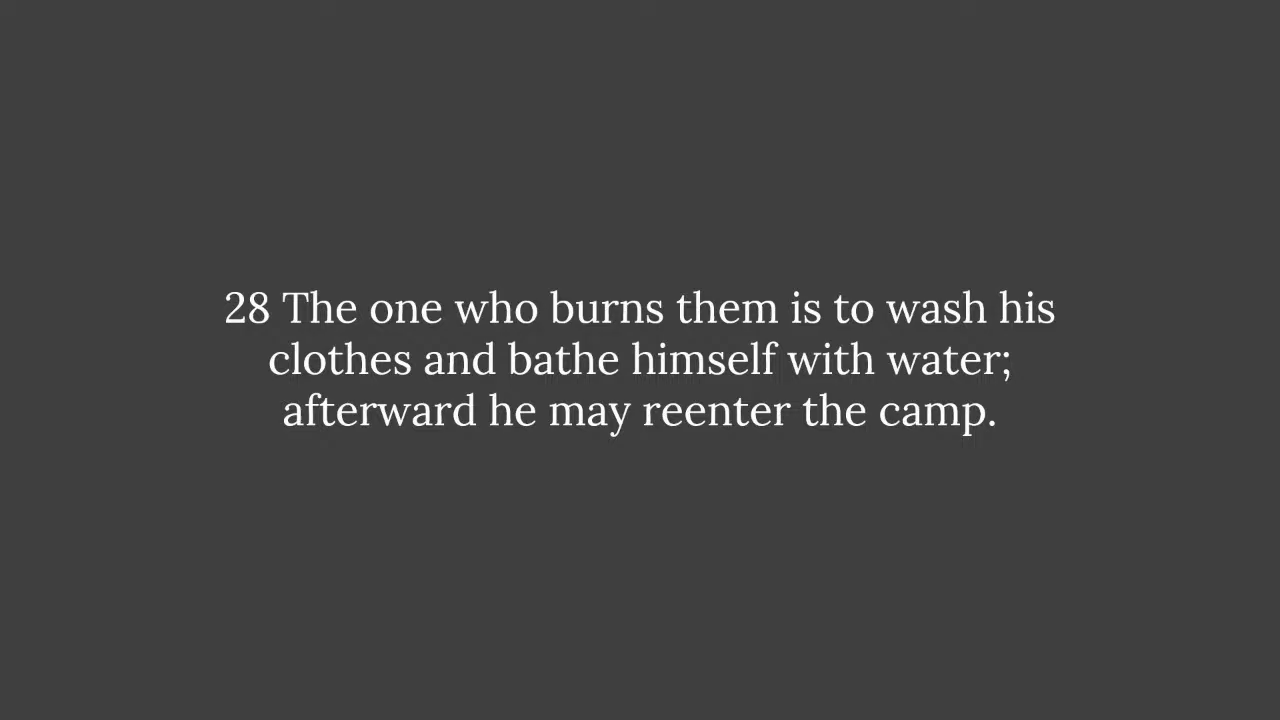 28 The one who burns them is to wash his
clothes and bathe himself with water;
afterward he may reenter the camp.